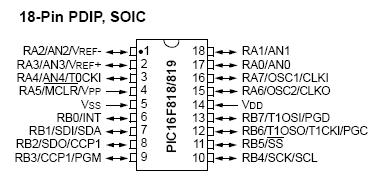 18-Pin PDIP, SOIC
RA2/AN2/VREF- 1 18 RA1/AN1
RA3/AN3/VREF+ 2 17 RA0/AN0
RA4/AN4/T0CKI 3 16 RA7/OSC1/CLKI
RA5/MCLR/VPP 4 15 RA6/OSC2/CLKO
VSS 5 14 VDD
RB0/INT 6 13 RB7/T1OSI/PGD
RB1/SDI/SDA 7 12 RB6/T1OSO/T1CKI/PGC
RB2/SDO/CCP1 8 11 RB5/SS
RB3/CCP1/PGM 9 10 RB4/SCK/SCL
PIC16F818/819